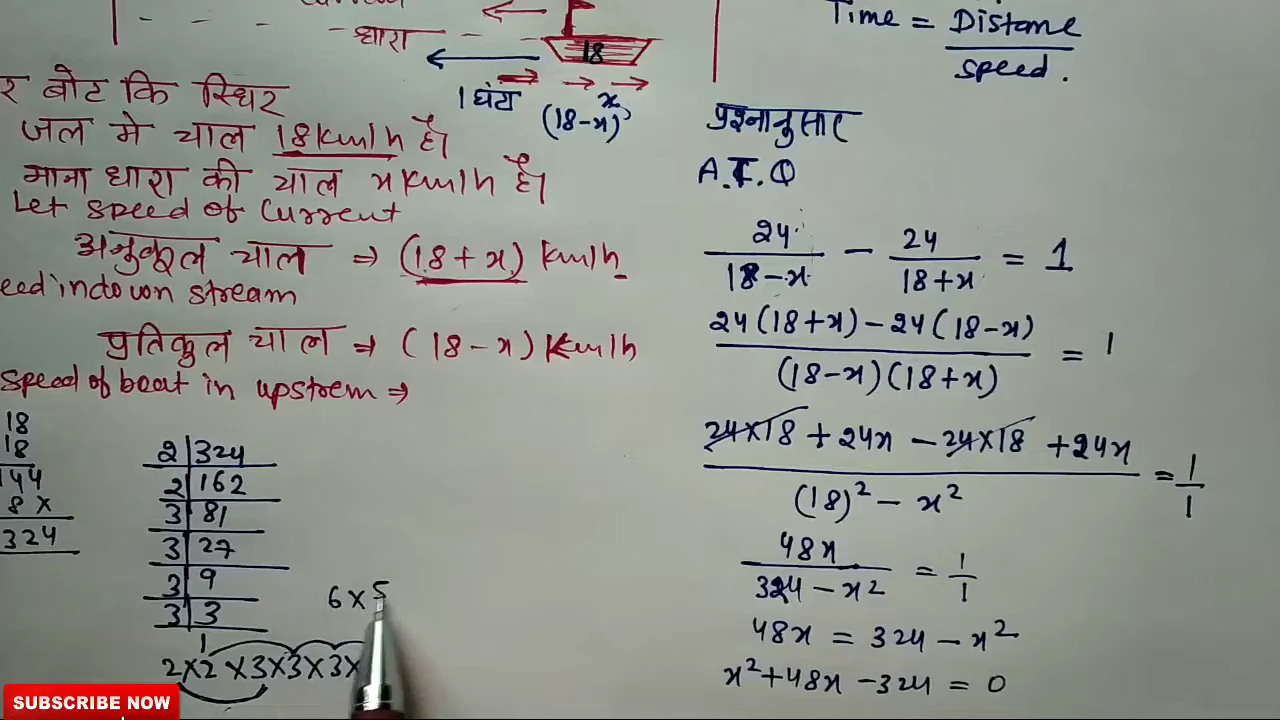 धारा
18
1 घंटा
x
(18-x)
र बोट कि स्थिर
जल मे चाल 18 km/h है।
माना धारा की चाल x km/h है।
Let speed of current
अनुकूल चाल ⇒ (18+x) km/h
eed in down stream
प्रतिकुल चाल ⇒ (18-x) km/h
speed of boat in upstrem ⇒
18
18
144
8 x
324
2|324
2|162
3|81
3|27
3|9
3|3
1
2×2×3×3×3×
6×5
Time = Distane / speed.
प्रश्नानुसार
A.T.Q
24/(18-x) - 24/(18+x) = 1
(24(18+x) - 24(18-x))/((18-x)(18+x)) = 1
(24×18 + 24x - 24×18 + 24x)/((18)² - x²) = 1/1
48x/(324 - x²) = 1/1
48x = 324 - x²
x² + 48x - 324 = 0
SUBSCRIBE NOW